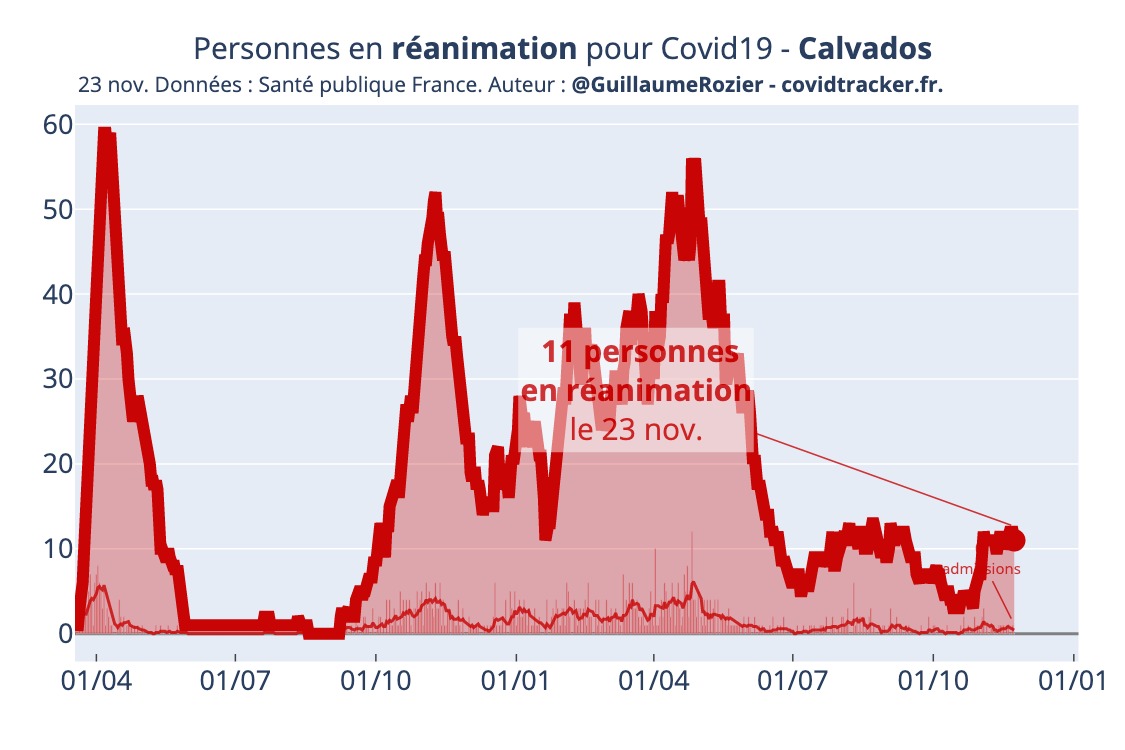 Personnes en réanimation pour Covid19 - Calvados
23 nov. Données : Santé publique France. Auteur : @GuillaumeRozier - covidtracker.fr.
60
50
40
30
20
10
0
11 personnes
en réanimation
le 23 nov.
admissions
01/04 01/07 01/10 01/01 01/04 01/07 01/10 01/01